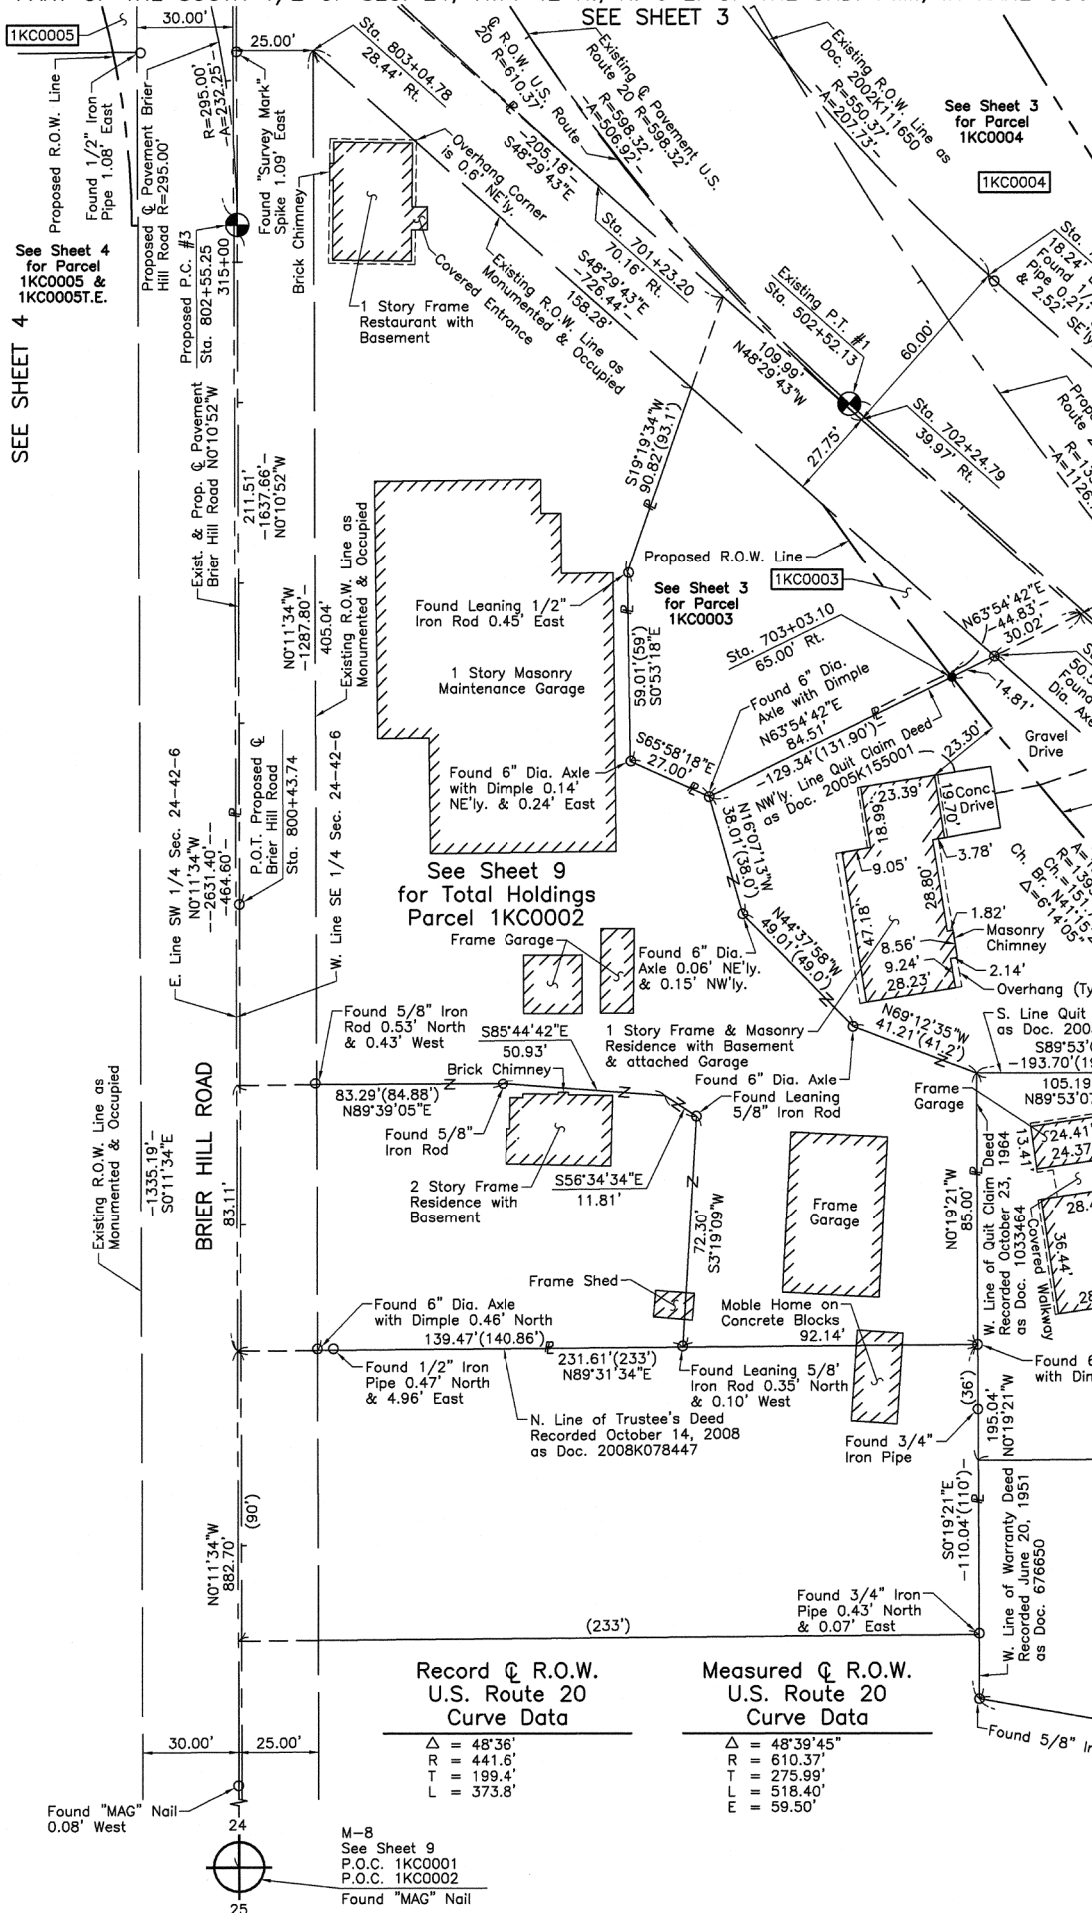 SEE SHEET 3
1KC0005
30.00'
25.00'
Proposed R.O.W. Line
Found 1/2" Iron
Pipe 1.08' East
Proposed ℄ Pavement Brier
Hill Road R=295.00'
R=295.00'
-A=232.25'-
Found "Survey Mark"
Spike 1.09' East
Brick Chimney
Sta. 803+04.78
28.44' Rt.
Overhang Corner
is 0.6' NE'ly.
℄ R.O.W. U.S. Route
20 R=610.37'
-205.18'-
S48°29'43"E
Existing ℄ Pavement U.S.
Route 20 R=598.32'
R=598.32'
-A=506.92'-
Existing R.O.W. Line as
Doc. 2002K111650
R=550.37'
-A=207.73'-
See Sheet 3
for Parcel
1KC0004
1KC0004
See Sheet 4
for Parcel
1KC0005 &
1KC0005T.E.
SEE SHEET 4
Proposed P.C. #3
Sta. 802+55.25
315+00
1 Story Frame
Restaurant with
Basement
Covered Entrance
Existing R.O.W. Line as
Monumented & Occupied
158.28'
Sta. 701+23.20
70.16' Rt.
S48°29'43"E
-726.44'-
Existing P.T. #1
Sta. 502+52.13
109.99'
N48°29'43"W
60.00'
27.75'
Sta. 702+24.79
39.97' Rt.
18.24'
Found 1/
& 2.52' SE'ly
Exist. & Prop. ℄ Pavement
Brier Hill Road N0°10'52"W
211.51'
-1637.66'-
N0°10'52"W
N0°11'34"W
-1287.80'-
405.04'
Existing R.O.W. Line as
Monumented & Occupied
S19°19'34"W
90.82'(93.1')
Proposed R.O.W. Line
1KC0003
See Sheet 3
for Parcel
1KC0003
Found Leaning 1/2"
Iron Rod 0.45' East
1 Story Masonry
Maintenance Garage
59.01'(59')
S0°53'18"E
Sta. 703+03.10
65.00' Rt.
Found 6" Dia.
Axle with Dimple
N63°54'42"E
84.51'
N63°54'42"E
-44.83'-
30.02'
14.81'
Gravel
Drive
Found 6" Dia. Axle
with Dimple 0.14'
NE'ly. & 0.24' East
S65°58'18"E
27.00'
-129.34'(131.90')-
NW'ly. Line Quit Claim Deed
as Doc. 2005K155001
23.30'
23.39'
18.99'
19.70'
Conc.
Drive
3.78'
9.05'
28.80'
47.18'
1.82'
Masonry
Chimney
8.56'
9.24'
28.23'
2.14'
Overhang (Ty
E. Line SW 1/4 Sec. 24-42-6
N0°11'34"W
--2631.40'--
-464.60'-
P.O.T. Proposed ℄
Brier Hill Road
Sta. 800+43.74
W. Line SE 1/4 Sec. 24-42-6
See Sheet 9
for Total Holdings
Parcel 1KC0002
N16°07'13"W
38.01'(38.0')
Frame Garage
Found 6" Dia.
Axle 0.06' NE'ly.
& 0.15' NW'ly.
N44°37'58"W
49.01'(49.0')
Found 5/8" Iron
Rod 0.53' North
& 0.43' West
S85°44'42"E
50.93'
Brick Chimney
1 Story Frame & Masonry
Residence with Basement
& attached Garage
N69°12'35"W
41.21'(41.2')
S. Line Quit
as Doc. 200
S89°53'0
-193.70'(19
105.19
N89°53'07
Found 6" Dia. Axle
Frame
Garage
83.29'(84.88')
N89°39'05"E
Found Leaning
5/8" Iron Rod
Found 5/8"
Iron Rod
2 Story Frame
Residence with
Basement
S56°34'34"E
11.81'
72.30'
S3°19'09"W
Frame
Garage
24.41'
24.37
13.41'
28.4
36.44'
Covered Walkway
N0°19'21"W
85.00'
W. Line of Quit Claim Deed
Recorded October 23, 1964
as Doc. 1033464
Existing R.O.W. Line as
Monumented & Occupied
-1335.19'-
S0°11'34"E
BRIER HILL ROAD
83.11'
Frame Shed
Found 6" Dia. Axle
with Dimple 0.46' North
139.47'(140.86')
Moble Home on
Concrete Blocks
92.14'
Found 1/2" Iron
Pipe 0.47' North
& 4.96' East
231.61'(233')
N89°31'34"E
Found Leaning 5/8'
Iron Rod 0.35' North
& 0.10' West
Found 6
with Dim
N. Line of Trustee's Deed
Recorded October 14, 2008
as Doc. 2008K078447
Found 3/4"
Iron Pipe
(36')
195.04'
N0°19'21"W
N0°11'34"W
882.70'
(90')
S0°19'21"E
-110.04'(110')-
W. Line of Warranty Deed
Recorded June 20, 1951
as Doc. 676650
Found 3/4" Iron
Pipe 0.43' North
& 0.07' East
(233')
Record ℄ R.O.W.
U.S. Route 20
Curve Data
Δ = 48°36'
R = 441.6'
T = 199.4'
L = 373.8'
Measured ℄ R.O.W.
U.S. Route 20
Curve Data
Δ = 48°39'45"
R = 610.37'
T = 275.99'
L = 518.40'
E = 59.50'
Found 5/8" Ir
30.00'
25.00'
Found "MAG" Nail
0.08' West
24
25
M-8
See Sheet 9
P.O.C. 1KC0001
P.O.C. 1KC0002
Found "MAG" Nail